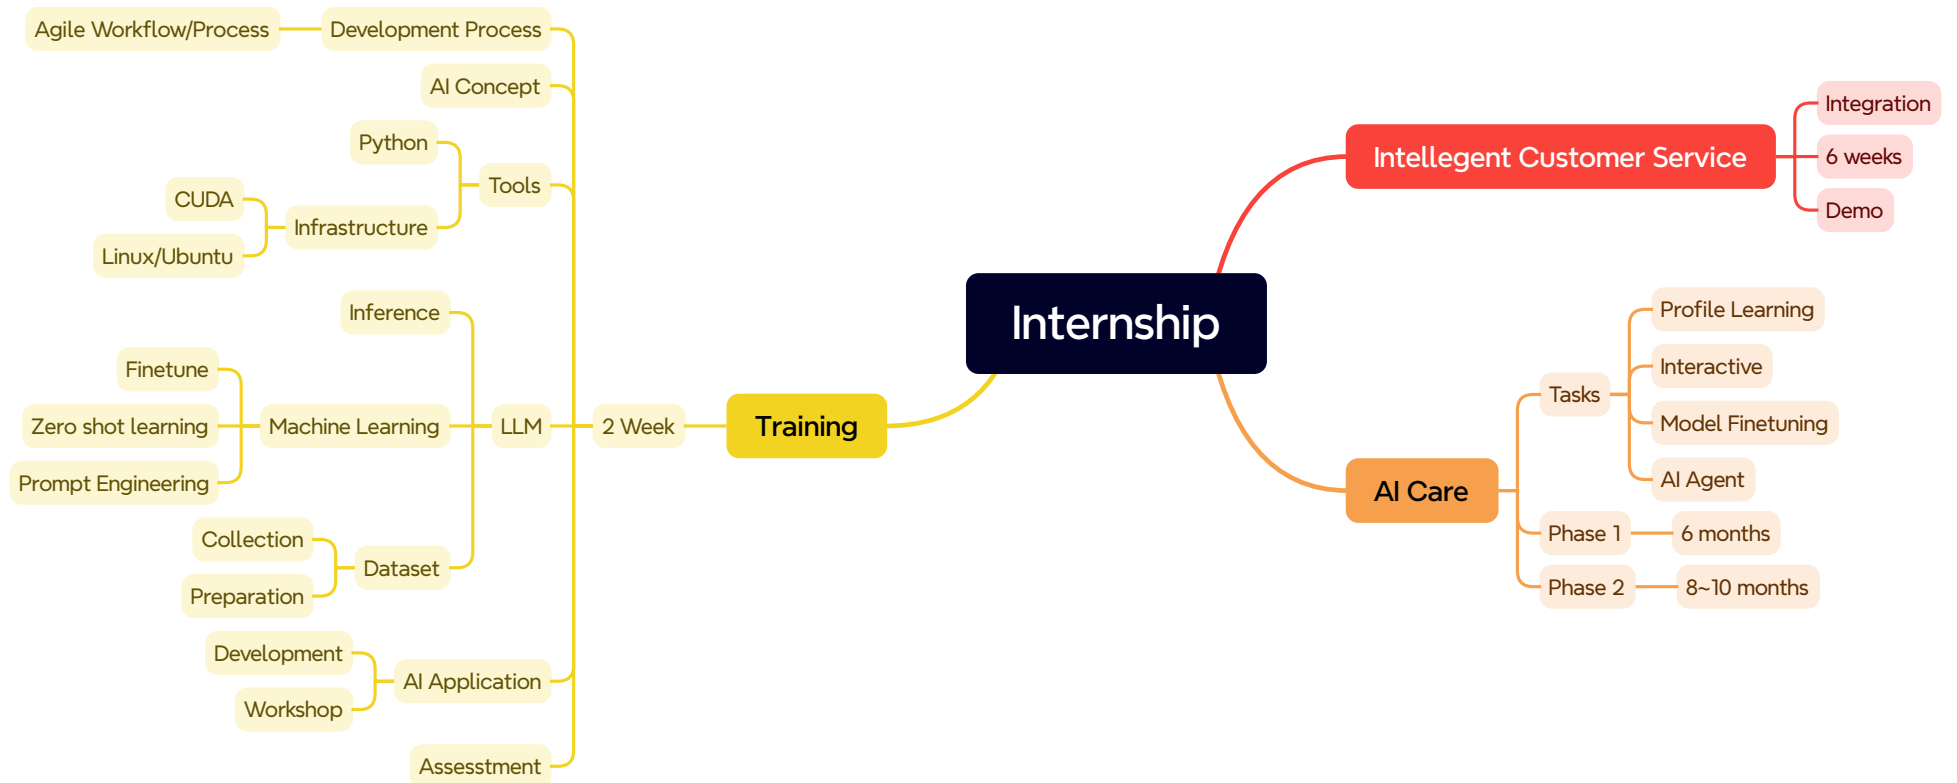 Internship
Intellegent Customer Service
Integration
6 weeks
Demo
AI Care
Tasks
Profile Learning
Interactive
Model Finetuning
AI Agent
Phase 1
6 months
Phase 2
8~10 months
Training
2 Week
Development Process
Agile Workflow/Process
AI Concept
Tools
Python
Infrastructure
CUDA
Linux/Ubuntu
LLM
Inference
Machine Learning
Finetune
Zero shot learning
Prompt Engineering
Dataset
Collection
Preparation
AI Application
Development
Workshop
Assesstment